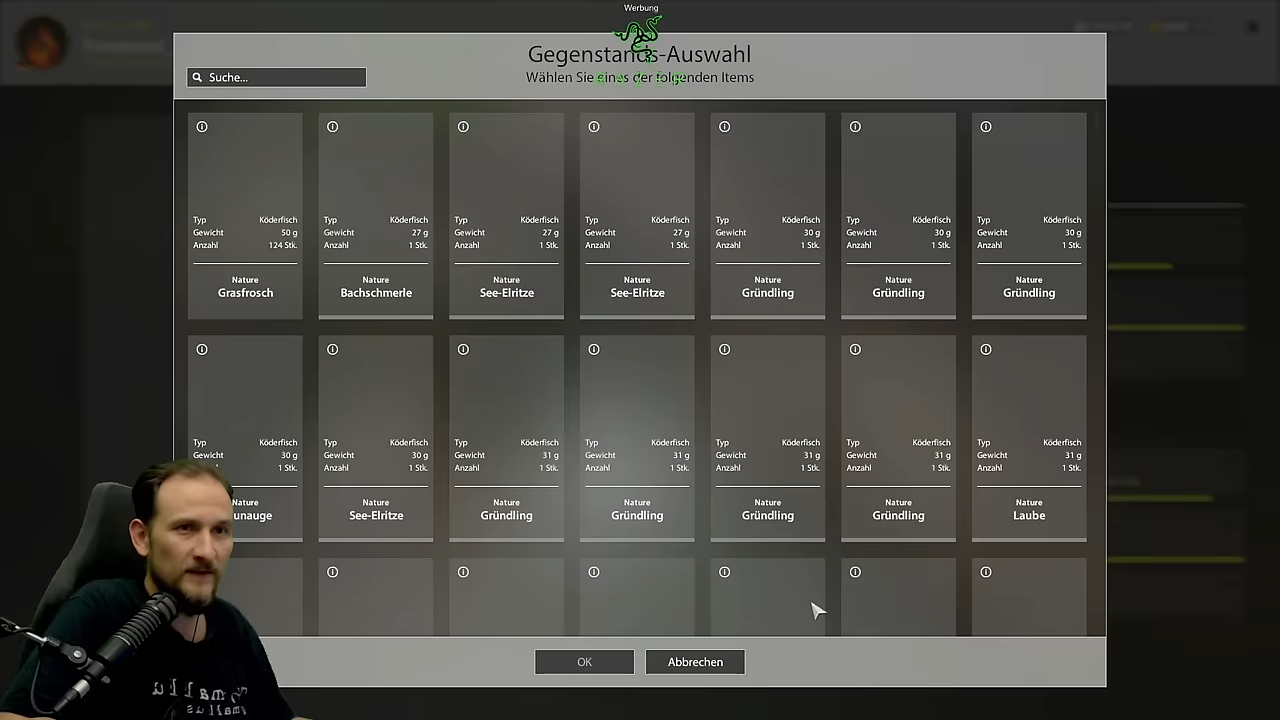 Werbung
Gegenstands-Auswahl
Suche...
Wählen Sie eines der folgenden Items
Typ Köderfisch
Gewicht 50 g
Anzahl 124 Stk.
Nature
Grasfrosch
Typ Köderfisch
Gewicht 27 g
Anzahl 1 Stk.
Nature
Bachschmerle
Typ Köderfisch
Gewicht 27 g
Anzahl 1 Stk.
Nature
See-Elritze
Typ Köderfisch
Gewicht 27 g
Anzahl 1 Stk.
Nature
See-Elritze
Typ Köderfisch
Gewicht 30 g
Anzahl 1 Stk.
Nature
Gründling
Typ Köderfisch
Gewicht 30 g
Anzahl 1 Stk.
Nature
Gründling
Typ Köderfisch
Gewicht 30 g
Anzahl 1 Stk.
Nature
Gründling
Typ Köderfisch
Gewicht 30 g
1 Stk.
Nature
unauge
Typ Köderfisch
Gewicht 30 g
Anzahl 1 Stk.
Nature
See-Elritze
Typ Köderfisch
Gewicht 31 g
Anzahl 1 Stk.
Nature
Gründling
Typ Köderfisch
Gewicht 31 g
Anzahl 1 Stk.
Nature
Gründling
Typ Köderfisch
Gewicht 31 g
Anzahl 1 Stk.
Nature
Gründling
Typ Köderfisch
Gewicht 31 g
Anzahl 1 Stk.
Nature
Gründling
Typ Köderfisch
Gewicht 31 g
Anzahl 1 Stk.
Nature
Laube
OK
Abbrechen